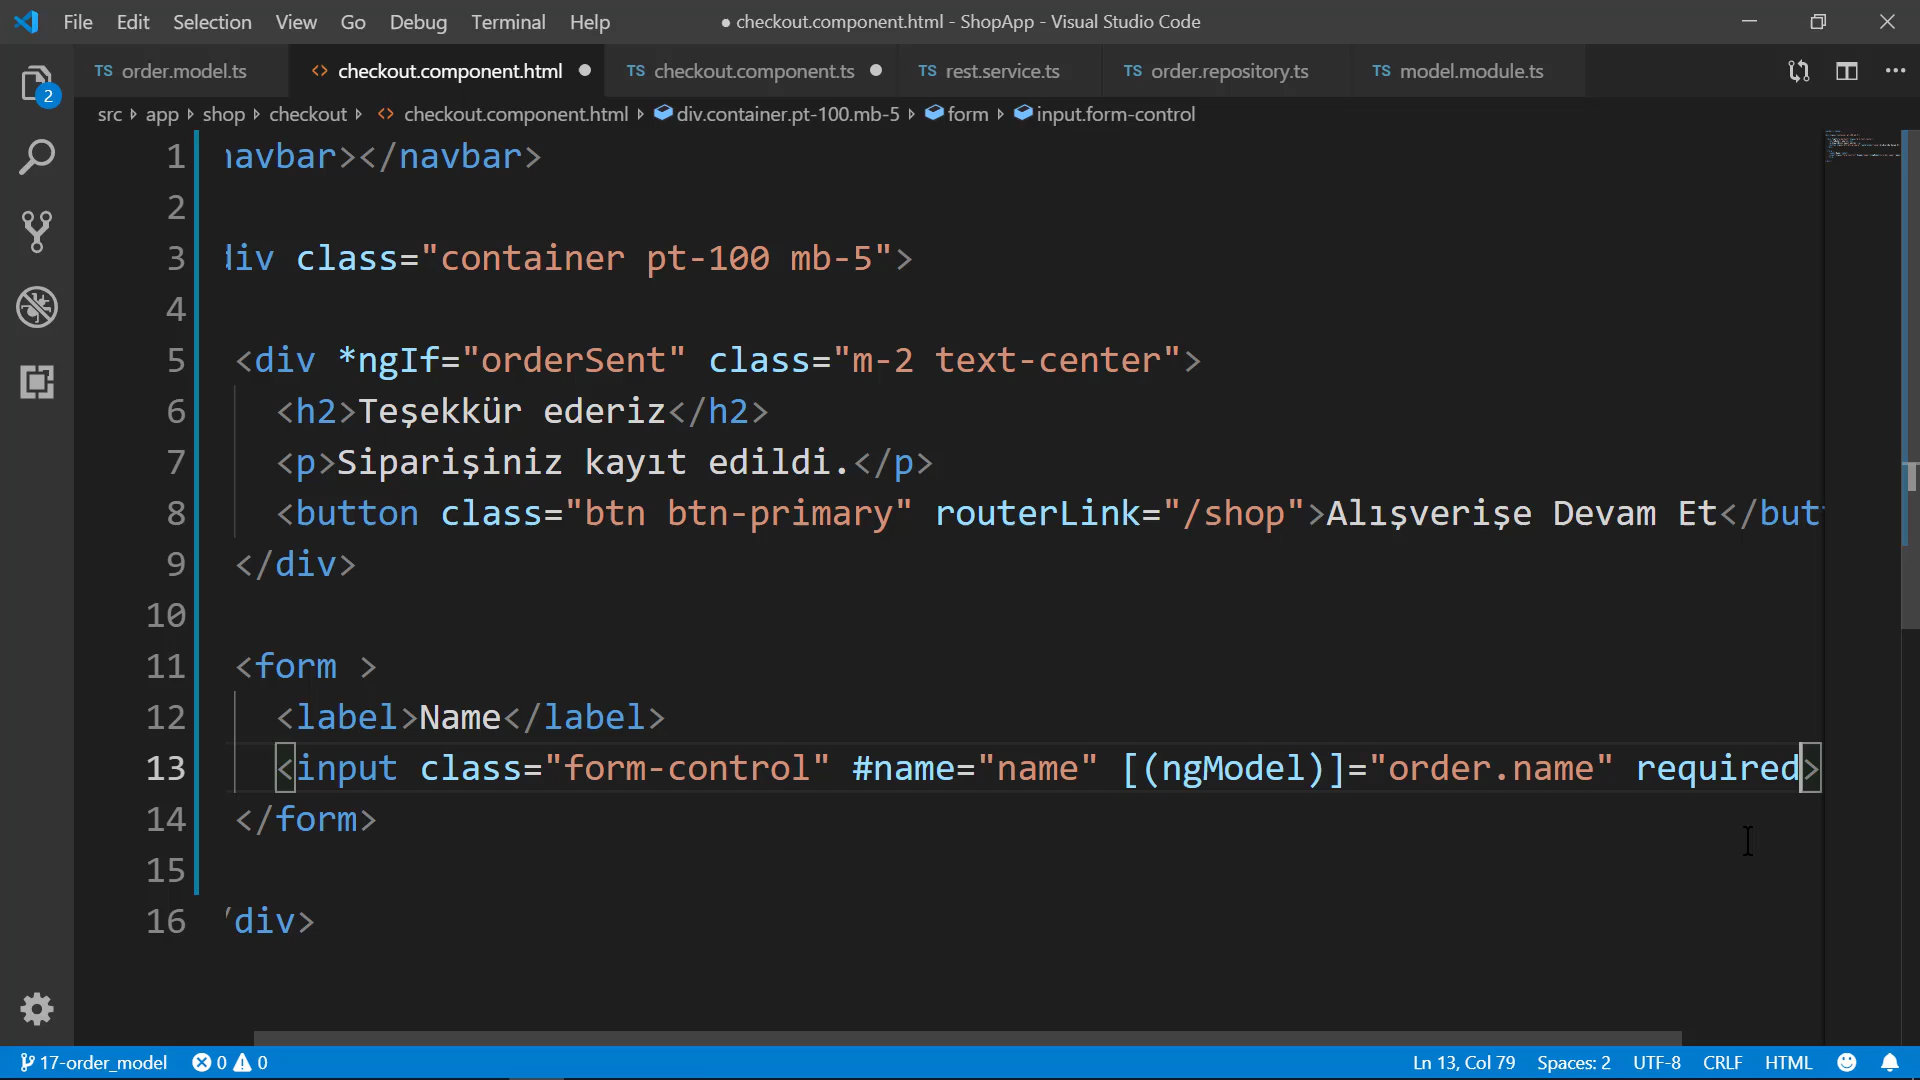 File Edit Selection View Go Debug Terminal Help ● checkout.component.html - ShopApp - Visual Studio Code
TS order.model.ts <> checkout.component.html ● TS checkout.component.ts ● TS rest.service.ts TS order.repository.ts TS model.module.ts
2
src app shop checkout <> checkout.component.html div.container.pt-100.mb-5 form input.form-control
1 navbar></navbar>
2
3 div class="container pt-100 mb-5">
4
5 <div *ngIf="orderSent" class="m-2 text-center">
6 <h2>Teşekkür ederiz</h2>
7 <p>Siparişiniz kayıt edildi.</p>
8 <button class="btn btn-primary" routerLink="/shop">Alışverişe Devam Et</but
9 </div>
10
11 <form >
12 <label>Name</label>
13 <input class="form-control" #name="name" [(ngModel)]="order.name" required>
14 </form>
15
16 /div>
17-order_model 0 0 Ln 13, Col 79 Spaces: 2 UTF-8 CRLF HTML